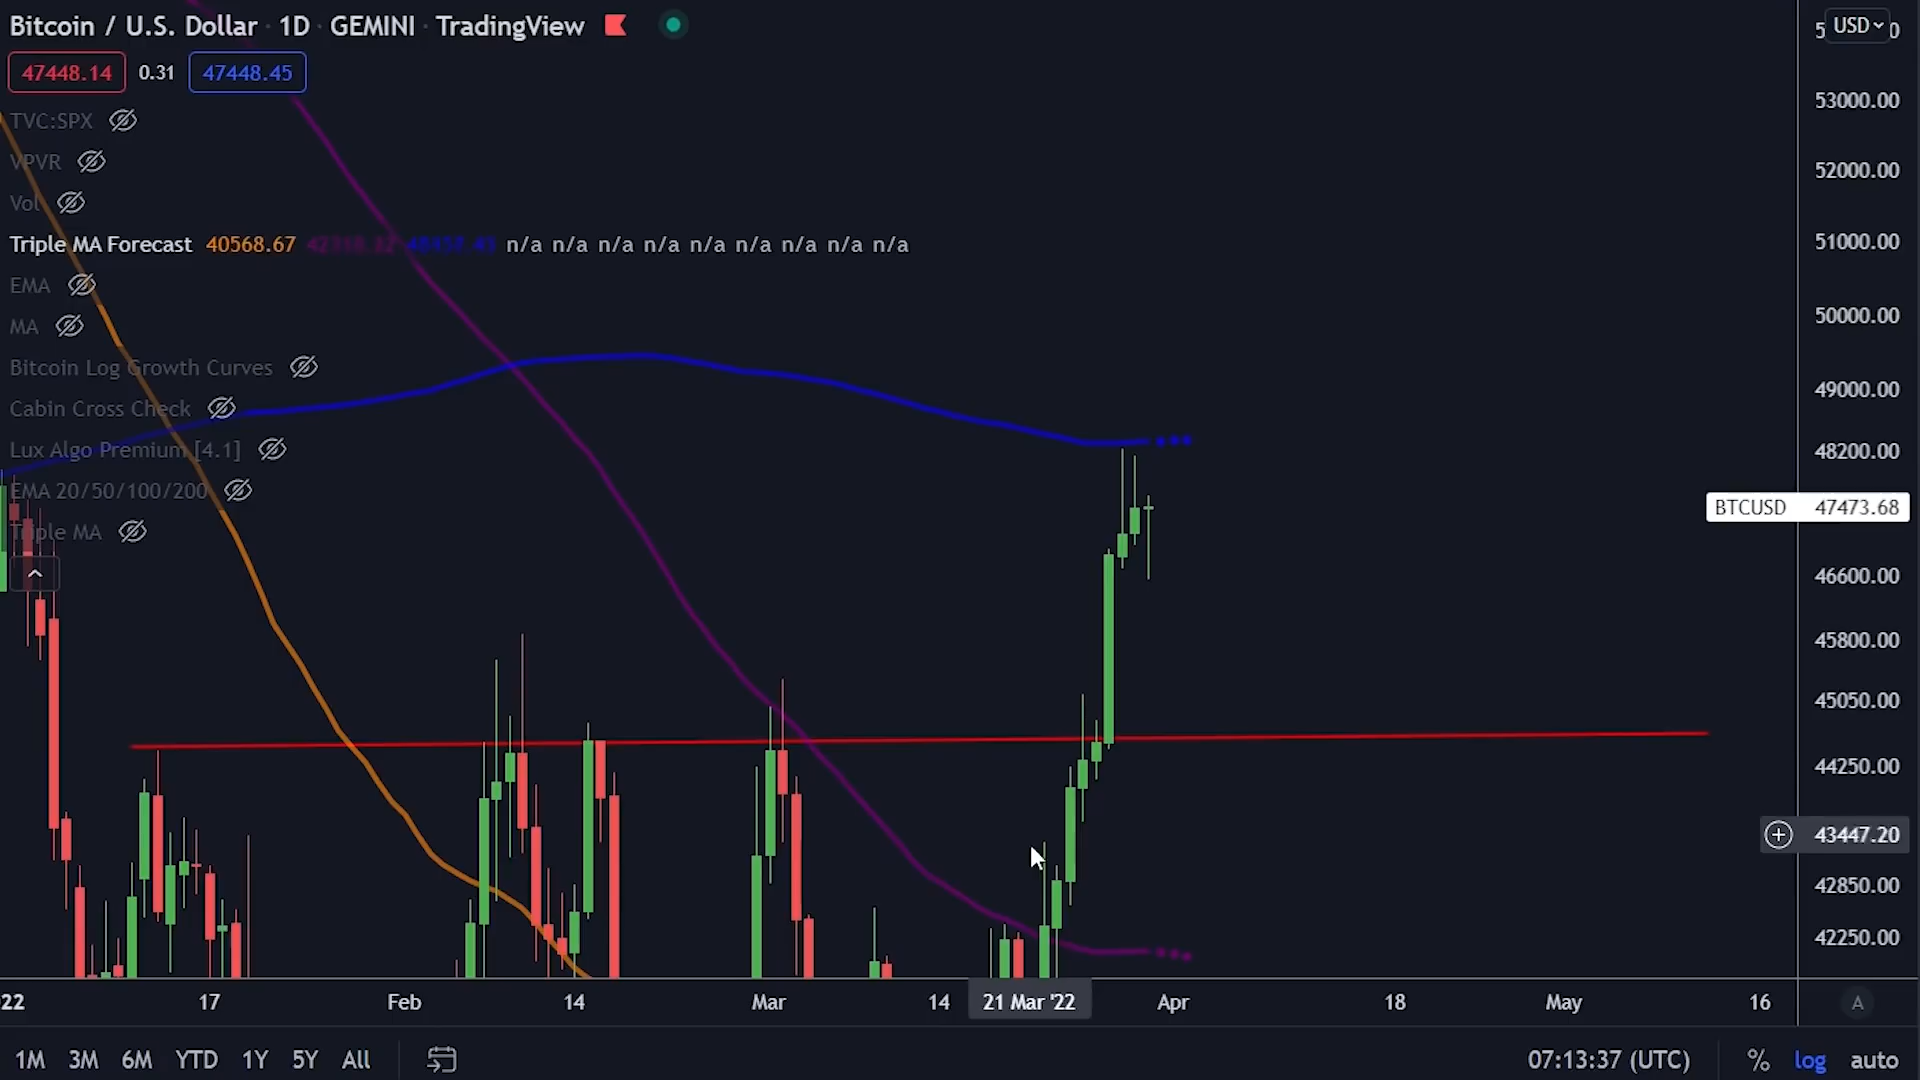 Bitcoin / U.S. Dollar · 1D · GEMINI · TradingView
USD
47448.14 0.31 47448.45
TVC:SPX
VPVR
Vol
Triple MA Forecast 40568.67 n/a n/a n/a n/a n/a n/a n/a n/a n/a
EMA
MA
Bitcoin Log Growth Curves
Cabin Cross Check
Lux Algo Premium [4.1]
EMA 20/50/100/200
Triple MA
53000.00
52000.00
51000.00
50000.00
49000.00
48200.00
BTCUSD 47473.68
46600.00
45800.00
45050.00
44250.00
43447.20
42850.00
42250.00
22 17 Feb 14 Mar 14 21 Mar '22 Apr 18 May 16 A
1M 3M 6M YTD 1Y 5Y All 07:13:37 (UTC) % log auto